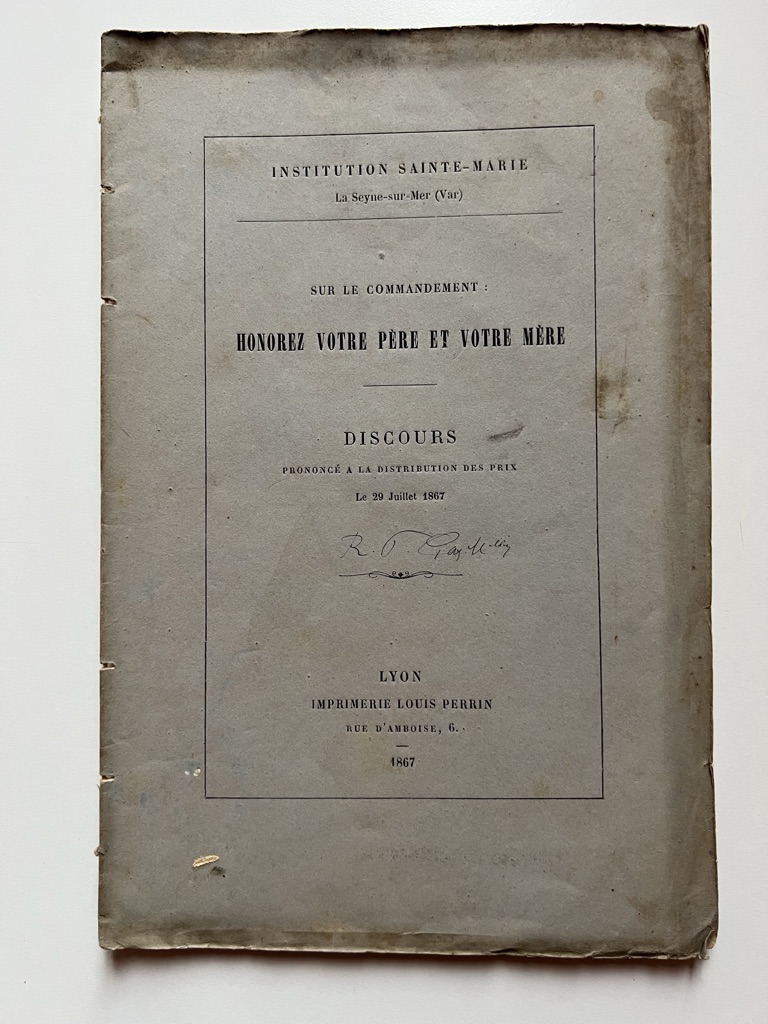 INSTITUTION SAINTE-MARIE
La Seyne-sur-Mer (Var)
SUR LE COMMANDEMENT :
HONOREZ VOTRE PÈRE ET VOTRE MÈRE
DISCOURS
PRONONCÉ A LA DISTRIBUTION DES PRIX
Le 29 Juillet 1867
R.
LYON
IMPRIMERIE LOUIS PERRIN
RUE D'AMBOISE, 6.
1867